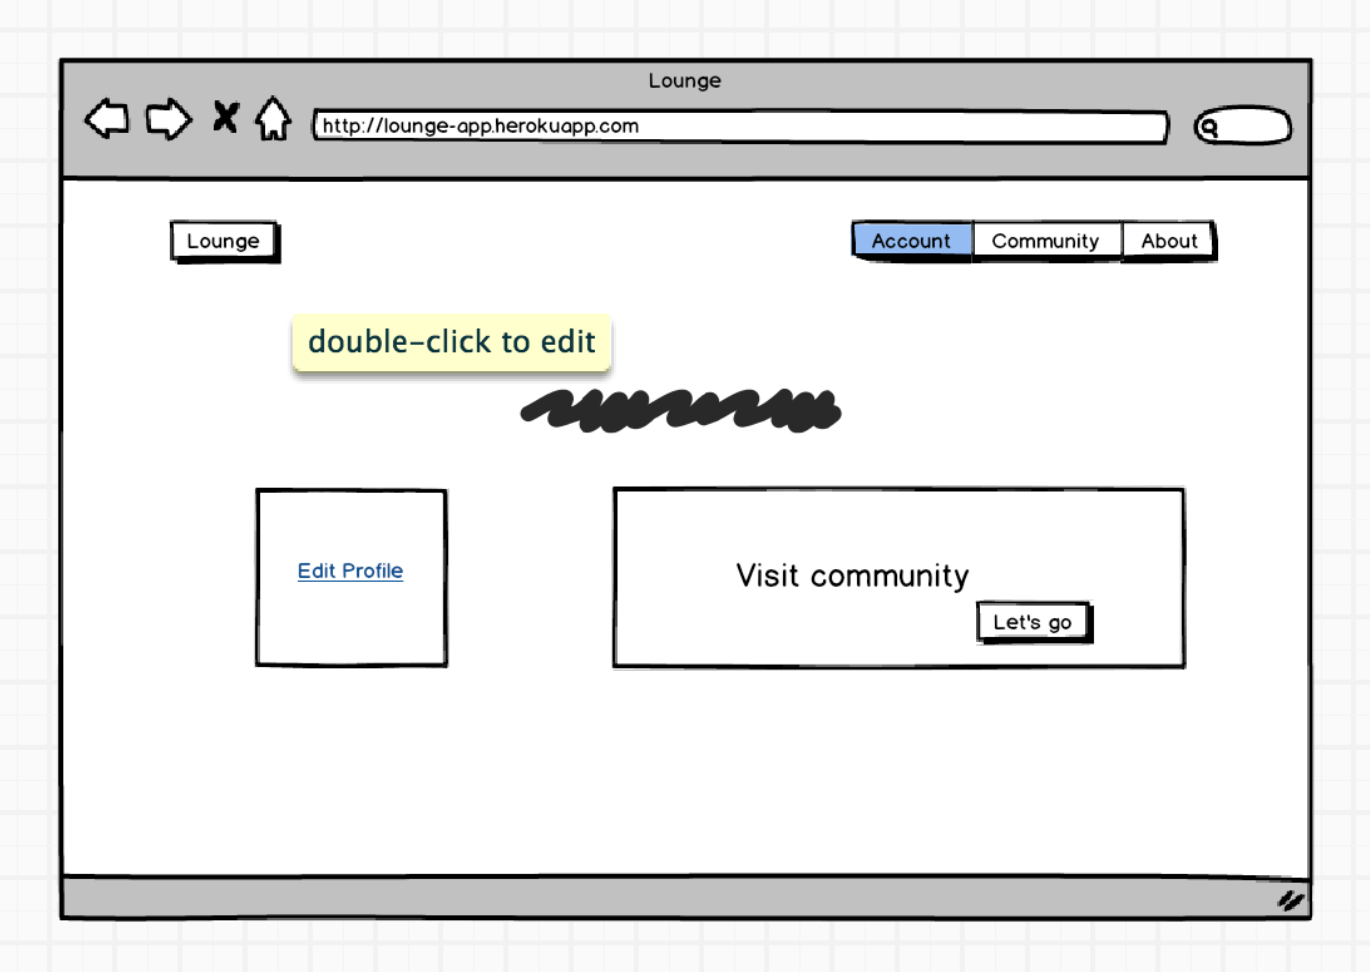 Lounge
http://lounge-app.herokuapp.com
Lounge
Account Community About
double-click to edit
Edit Profile
Visit community
Let's go